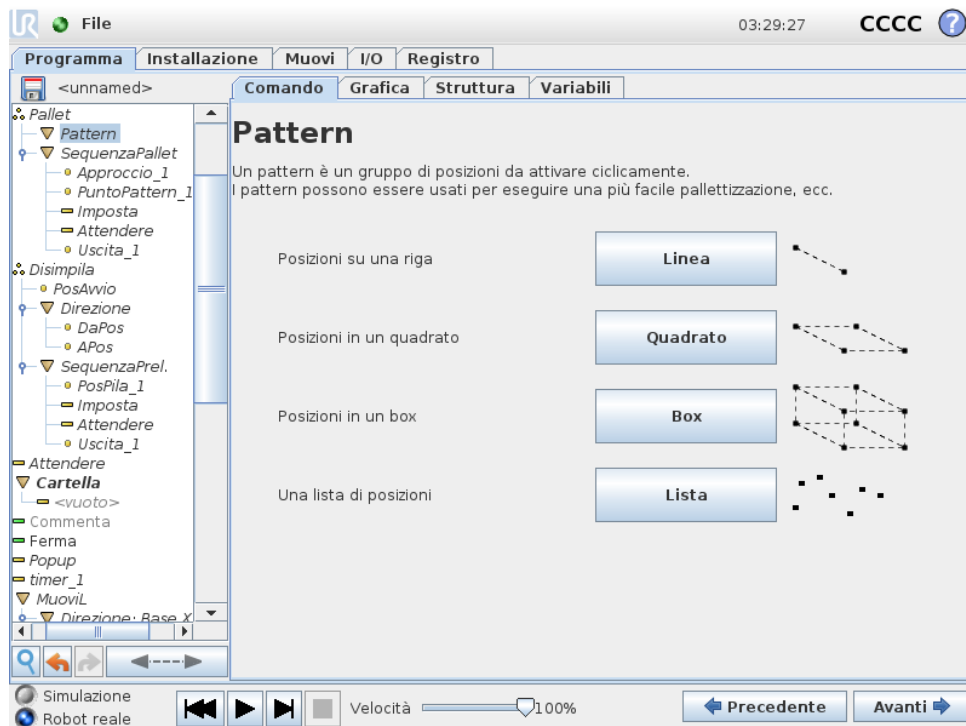 UR File 03:29:27 CCCC ?
Programma Installazione Muovi I/O Registro
<unnamed> Comando Grafica Struttura Variabili
Pallet
Pattern
SequenzaPallet
Approccio_1
PuntoPattern_1
Imposta
Attendere
Uscita_1
Disimpila
PosAvvio
Direzione
DaPos
APos
SequenzaPrel.
PosPila_1
Imposta
Attendere
Uscita_1
Attendere
Cartella
<vuoto>
Commenta
Ferma
Popup
timer_1
MuoviL
Direzione: Base X
Pattern
Un pattern è un gruppo di posizioni da attivare ciclicamente.
I pattern possono essere usati per eseguire una più facile pallettizzazione, ecc.
Posizioni su una riga Linea
Posizioni in un quadrato Quadrato
Posizioni in un box Box
Una lista di posizioni Lista
Simulazione
Robot reale
Velocità 100%
Precedente Avanti